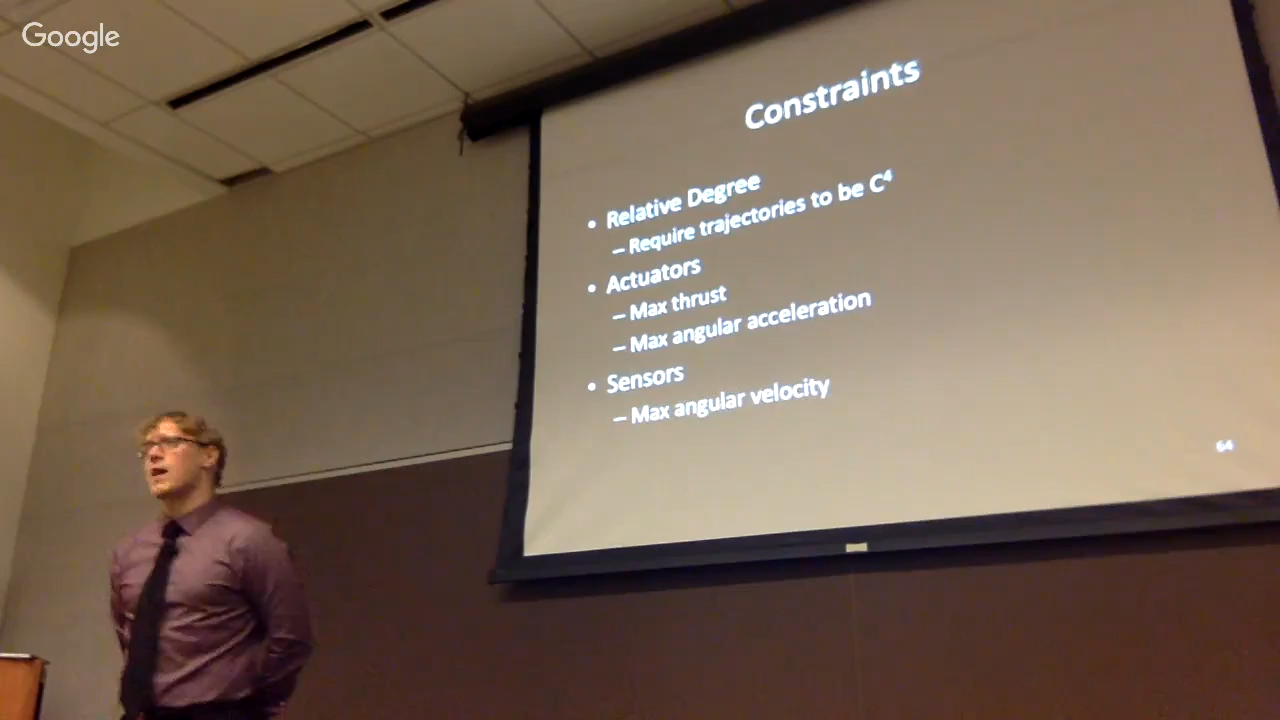 Google
Constraints
• Relative Degree
– Require trajectories to be C⁴
• Actuators
– Max thrust
– Max angular acceleration
• Sensors
– Max angular velocity
64